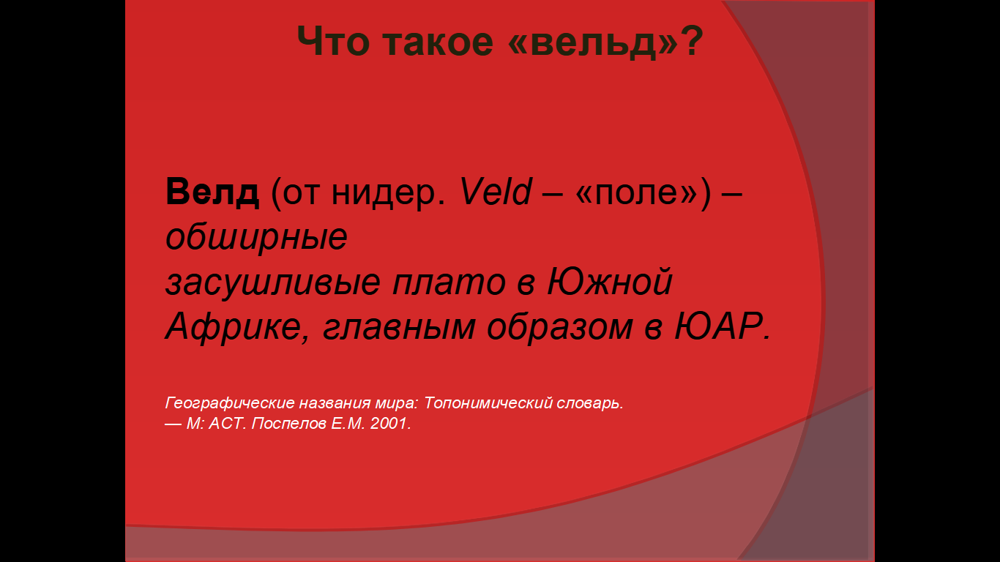 Что такое «вельд»?
Велд (от нидер. Veld – «поле») –
обширные
засушливые плато в Южной
Африке, главным образом в ЮАР.
Географические названия мира: Топонимический словарь.
— М: АСТ. Поспелов Е.М. 2001.